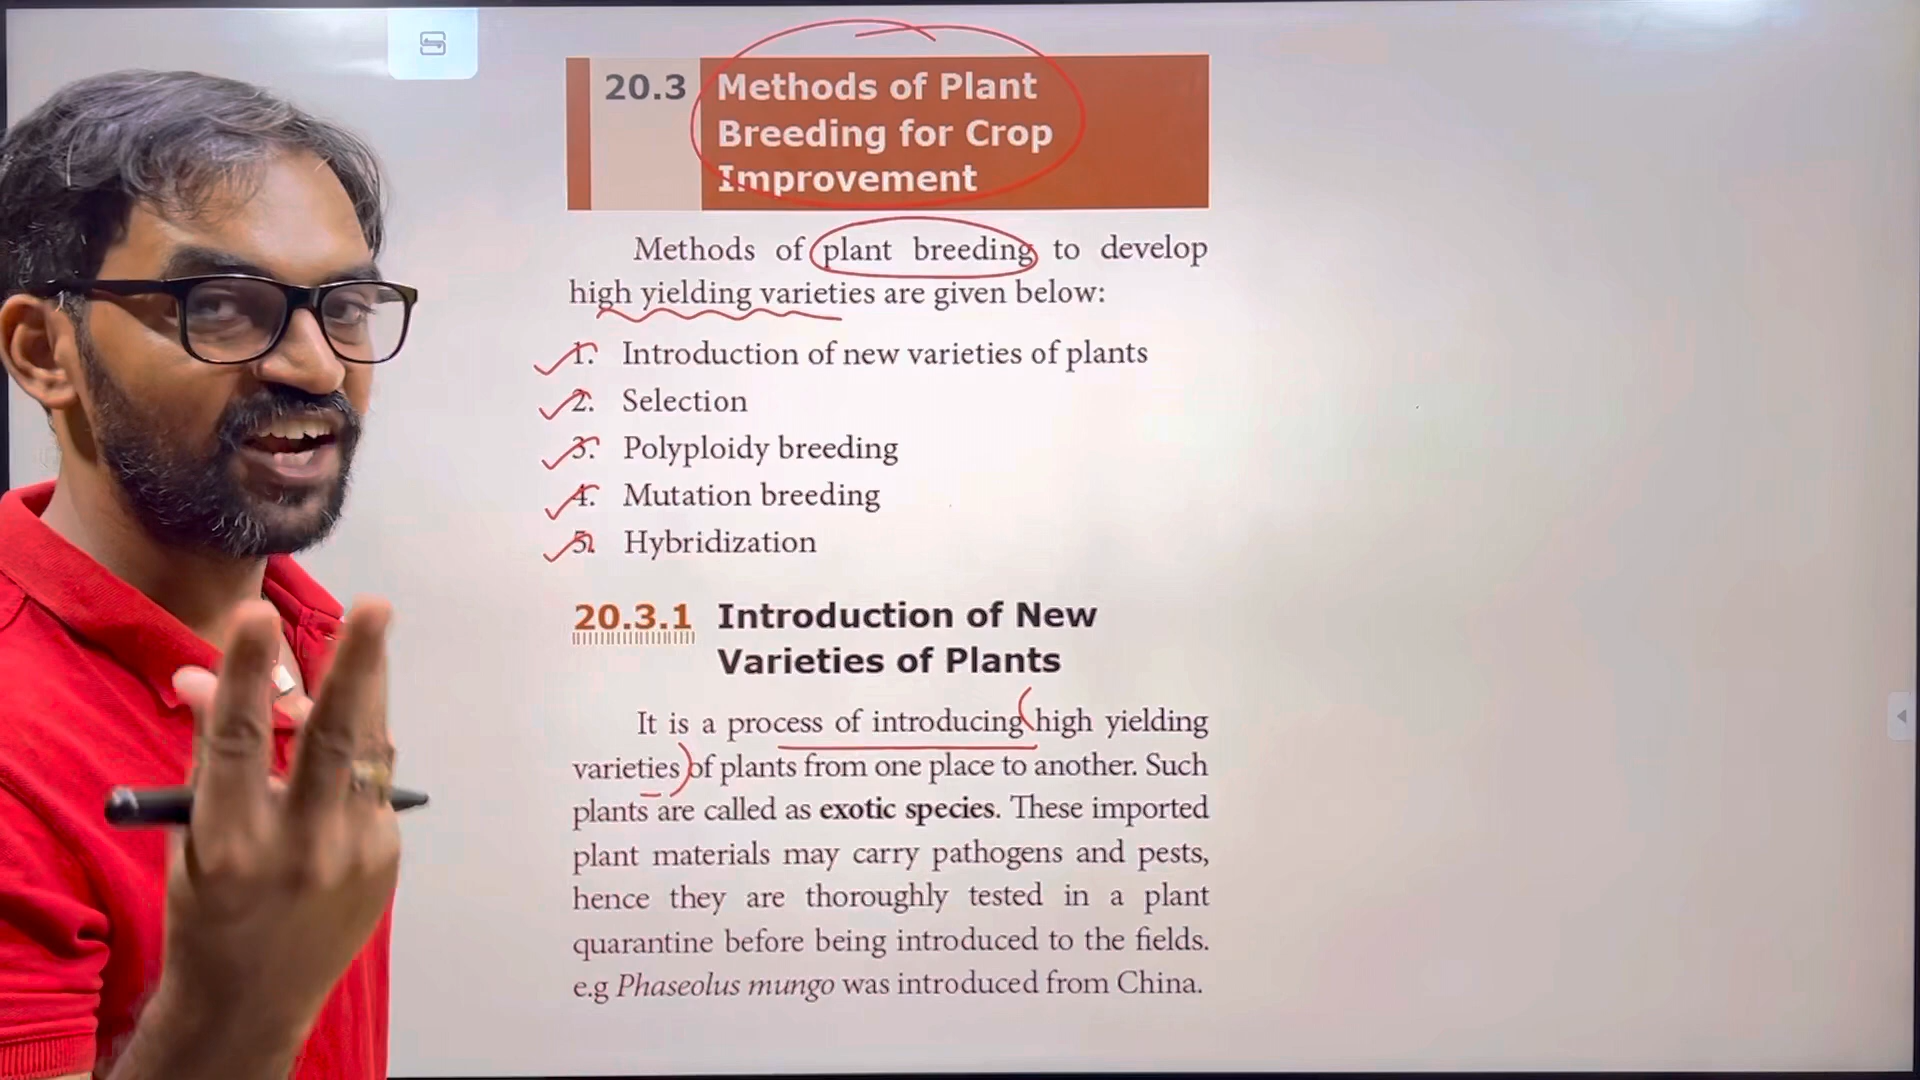 20.3 Methods of Plant
Breeding for Crop
Improvement
Methods of plant breeding to develop
high yielding varieties are given below:
1. Introduction of new varieties of plants
2. Selection
3. Polyploidy breeding
4. Mutation breeding
5. Hybridization
20.3.1 Introduction of New
Varieties of Plants
It is a process of introducing high yielding
varieties of plants from one place to another. Such
plants are called as exotic species. These imported
plant materials may carry pathogens and pests,
hence they are thoroughly tested in a plant
quarantine before being introduced to the fields.
e.g Phaseolus mungo was introduced from China.